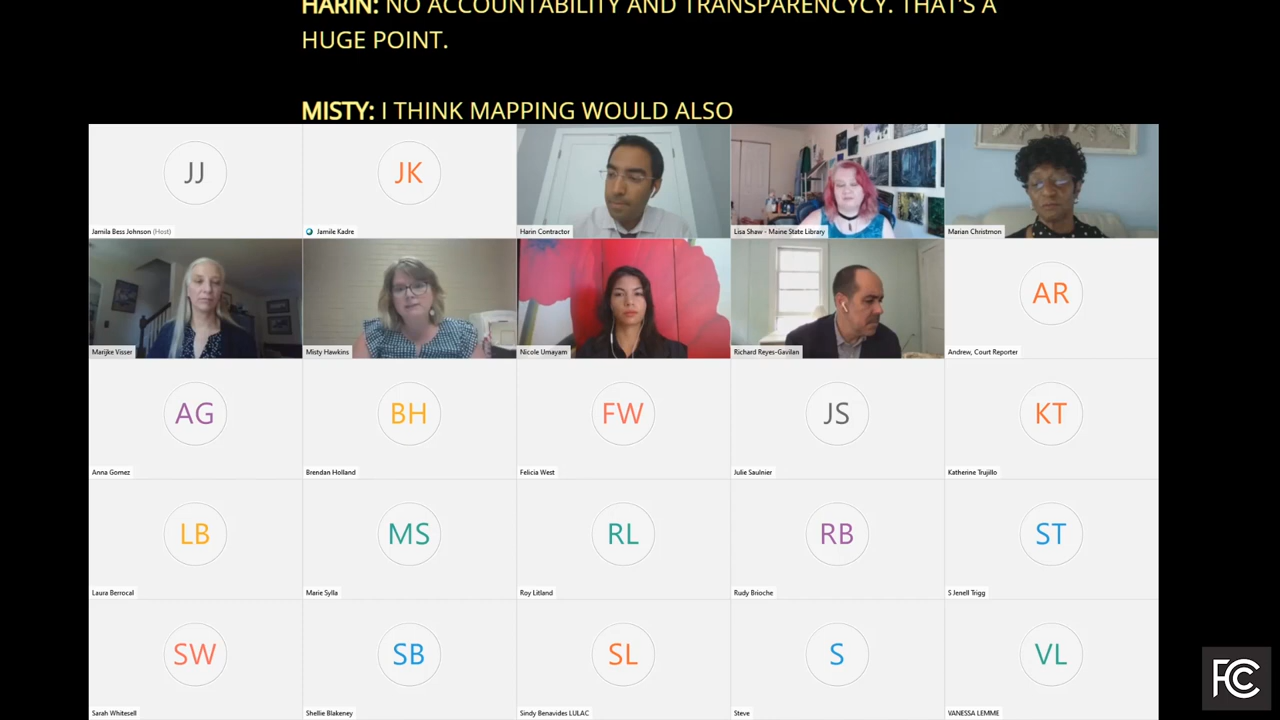 HARIN: NO ACCOUNTABILITY AND TRANSPARENCYCY. THAT'S A
HUGE POINT.
MISTY: I THINK MAPPING WOULD ALSO
JJ
JK
Jamila Bess Johnson (Host)
Jamile Kadre
Harin Contractor
Lisa Shaw - Maine State Library
Marian Christmon
AR
Marijke Visser
Misty Hawkins
Nicole Umayam
Richard Reyes-Gavilan
Andrew, Court Reporter
AG
BH
FW
JS
KT
Anna Gomez
Brendan Holland
Felicia West
Julie Saulnier
Katherine Trujillo
LB
MS
RL
RB
ST
Laura Berrocal
Marie Sylla
Roy Litland
Rudy Brioche
S Jenell Trigg
SW
SB
SL
S
VL
Sarah Whitesell
Shellie Blakeney
Sindy Benavides LULAC
Steve
VANESSA LEMME
FCC